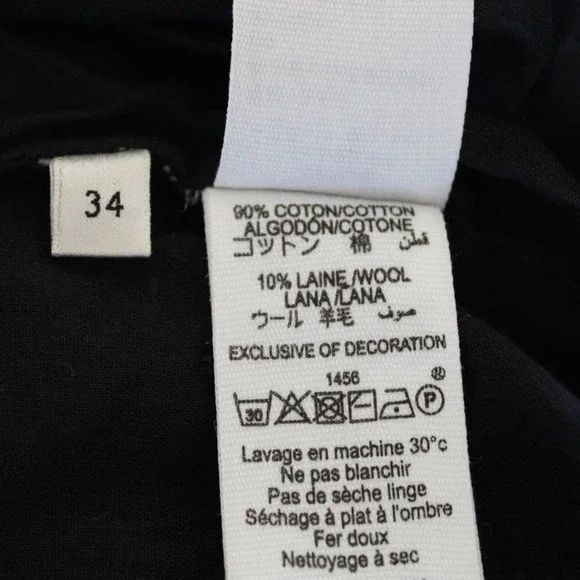 34
90% COTON/COTTON
ALGODÓN/COTONE
コットン 棉 قطن
10% LAINE/WOOL
LANA/LANA
ウール 羊毛 صوف
EXCLUSIVE OF DECORATION
1456
30 P ®
Lavage en machine 30°c
Ne pas blanchir
Pas de sèche linge
Séchage à plat à l'ombre
Fer doux
Nettoyage à sec